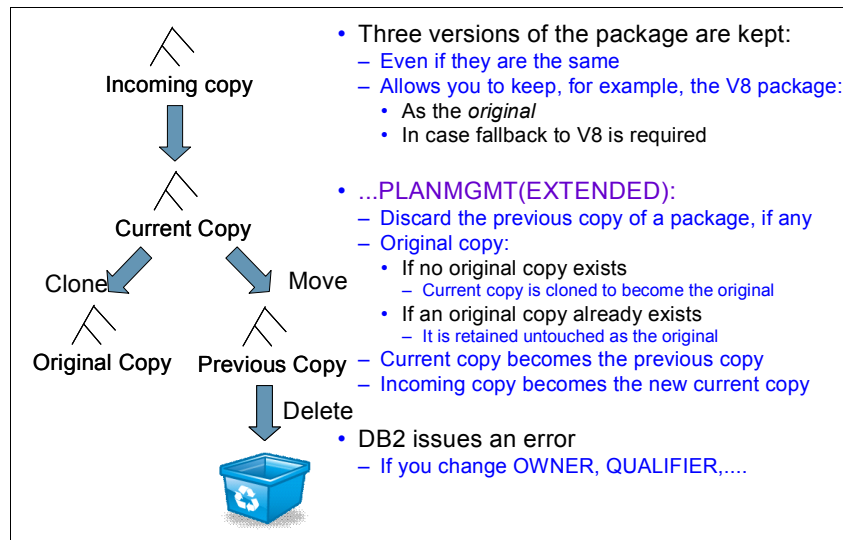 Incoming copy
Current Copy
Clone
Move
Original Copy
Previous Copy
Delete
• Three versions of the package are kept:
– Even if they are the same
– Allows you to keep, for example, the V8 package:
• As the original
• In case fallback to V8 is required
• ...PLANMGMT(EXTENDED):
– Discard the previous copy of a package, if any
– Original copy:
• If no original copy exists
– Current copy is cloned to become the original
• If an original copy already exists
– It is retained untouched as the original
– Current copy becomes the previous copy
– Incoming copy becomes the new current copy
• DB2 issues an error
– If you change OWNER, QUALIFIER,....